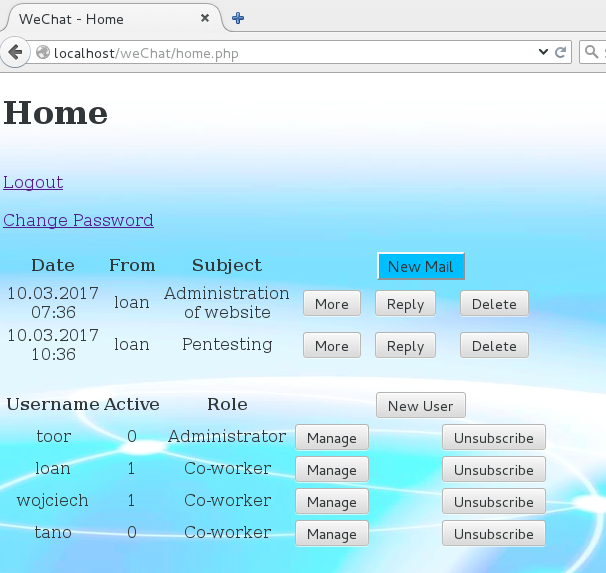 WeChat - Home
localhost/weChat/home.php
Home
Logout
Change Password
Date From Subject New Mail
10.03.2017 07:36 loan Administration of website More Reply Delete
10.03.2017 10:36 loan Pentesting More Reply Delete
Username Active Role New User
toor 0 Administrator Manage Unsubscribe
loan 1 Co-worker Manage Unsubscribe
wojciech 1 Co-worker Manage Unsubscribe
tano 0 Co-worker Manage Unsubscribe